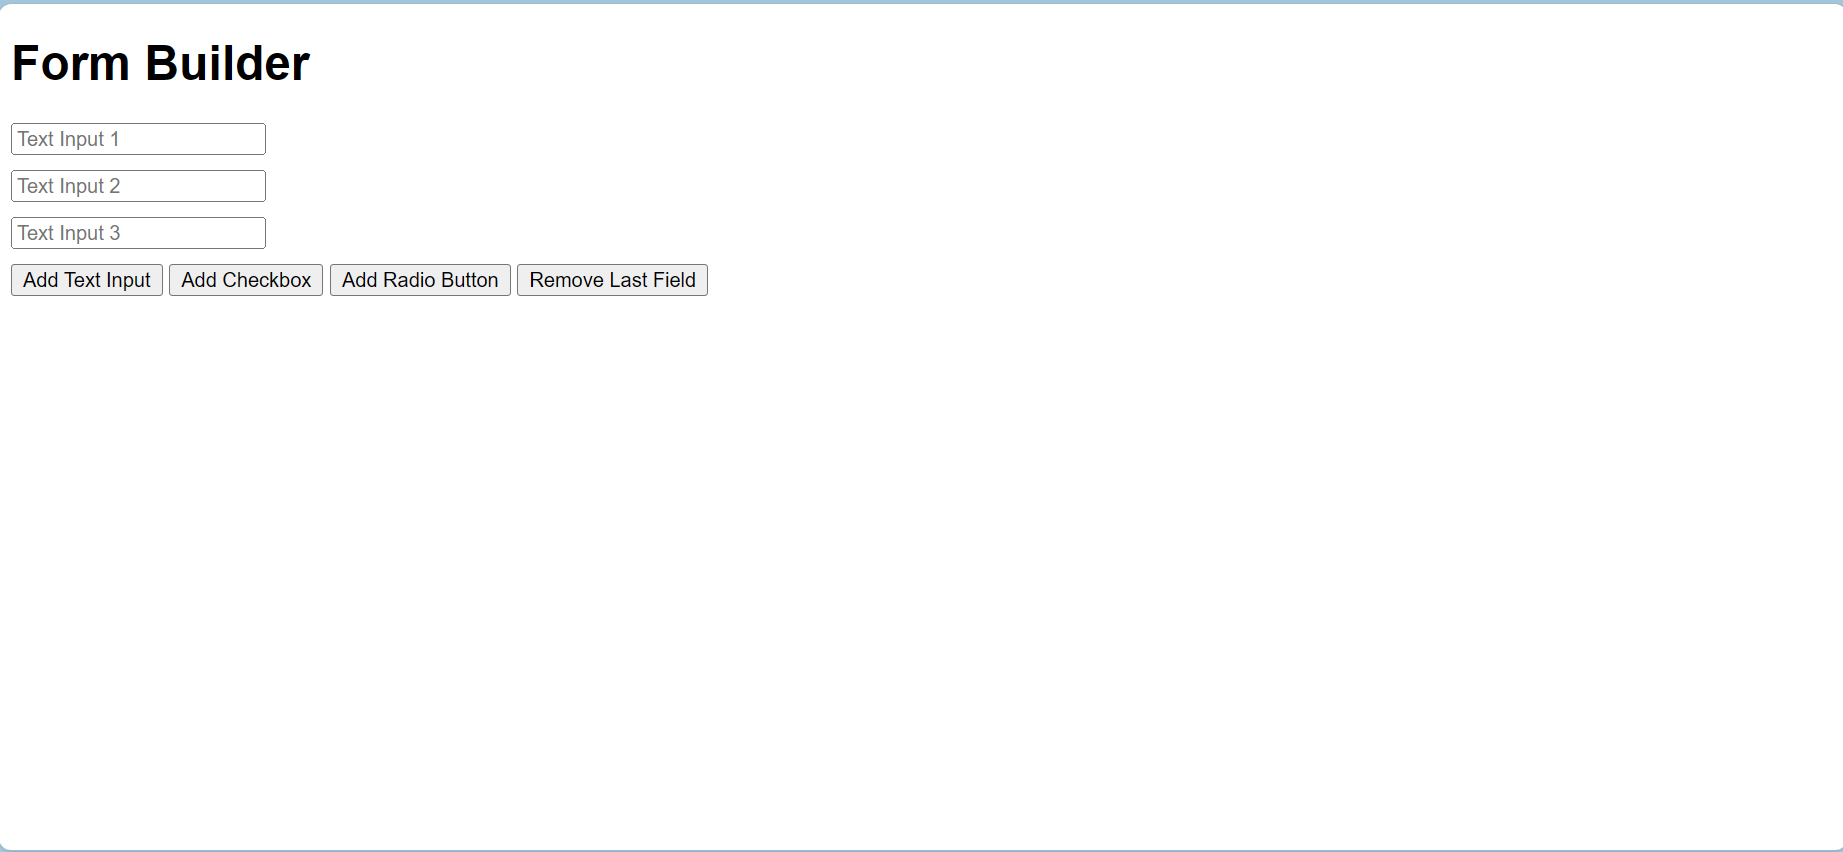 Form Builder
Text Input 1
Text Input 2
Text Input 3
Add Text Input Add Checkbox Add Radio Button Remove Last Field